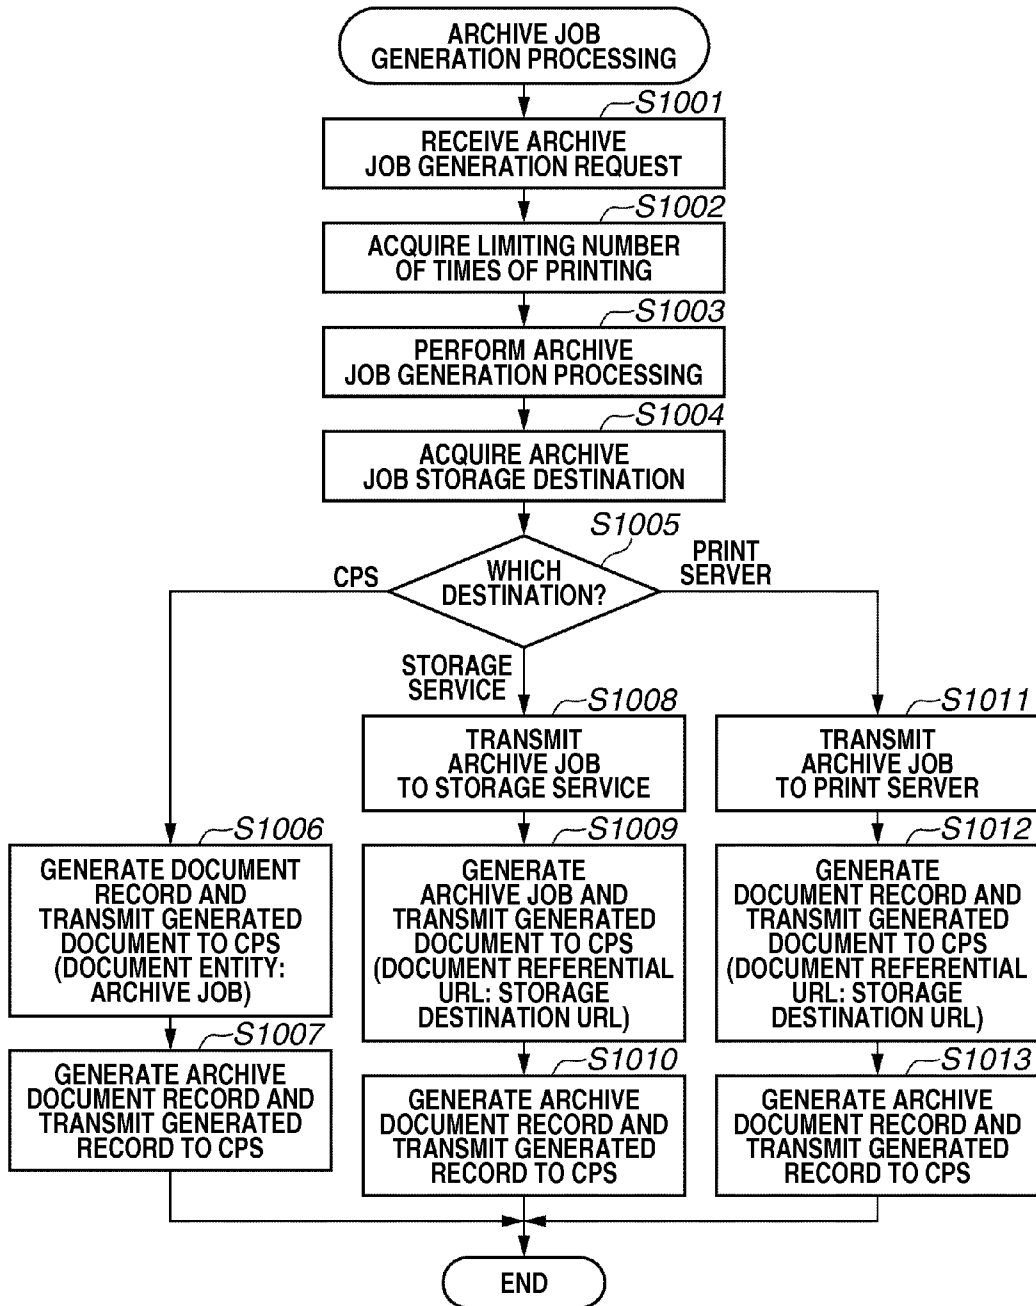 ARCHIVE JOB
GENERATION PROCESSING
S1001
RECEIVE ARCHIVE
JOB GENERATION REQUEST
S1002
ACQUIRE LIMITING NUMBER
OF TIMES OF PRINTING
S1003
PERFORM ARCHIVE
JOB GENERATION PROCESSING
S1004
ACQUIRE ARCHIVE
JOB STORAGE DESTINATION
S1005
WHICH
DESTINATION?
CPS
STORAGE
SERVICE
PRINT
SERVER
S1006
GENERATE DOCUMENT
RECORD AND
TRANSMIT GENERATED
DOCUMENT TO CPS
(DOCUMENT ENTITY:
ARCHIVE JOB)
S1007
GENERATE ARCHIVE
DOCUMENT RECORD AND
TRANSMIT GENERATED
RECORD TO CPS
S1008
TRANSMIT
ARCHIVE JOB
TO STORAGE SERVICE
S1009
GENERATE
ARCHIVE JOB AND
TRANSMIT GENERATED
DOCUMENT TO CPS
(DOCUMENT REFERENTIAL
URL: STORAGE
DESTINATION URL)
S1010
GENERATE ARCHIVE
DOCUMENT RECORD AND
TRANSMIT GENERATED
RECORD TO CPS
S1011
TRANSMIT
ARCHIVE JOB
TO PRINT SERVER
S1012
GENERATE
DOCUMENT RECORD AND
TRANSMIT GENERATED
DOCUMENT TO CPS
(DOCUMENT REFERENTIAL
URL: STORAGE
DESTINATION URL)
S1013
GENERATE ARCHIVE
DOCUMENT RECORD AND
TRANSMIT GENERATED
RECORD TO CPS
END